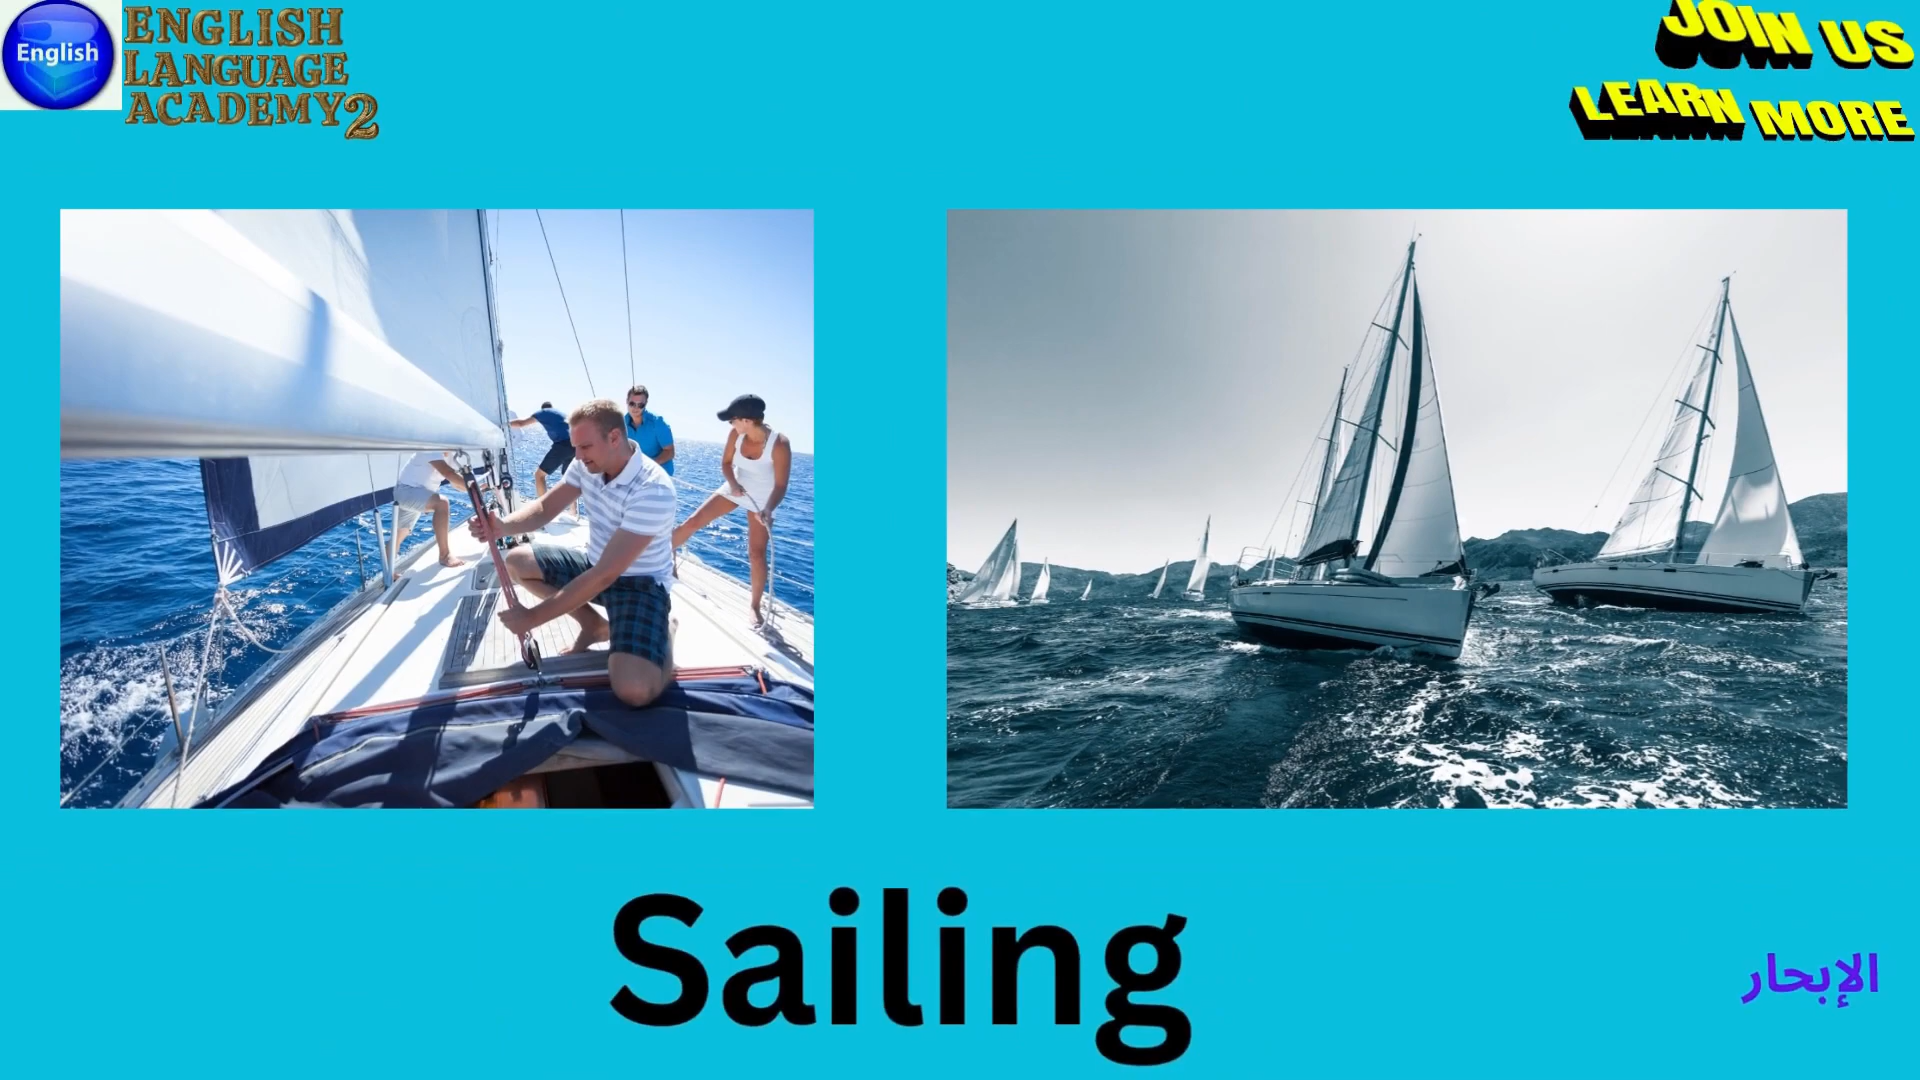 English
ENGLISH
LANGUAGE
ACADEMY2
JOIN US
LEARN MORE
Sailing
الإبحار